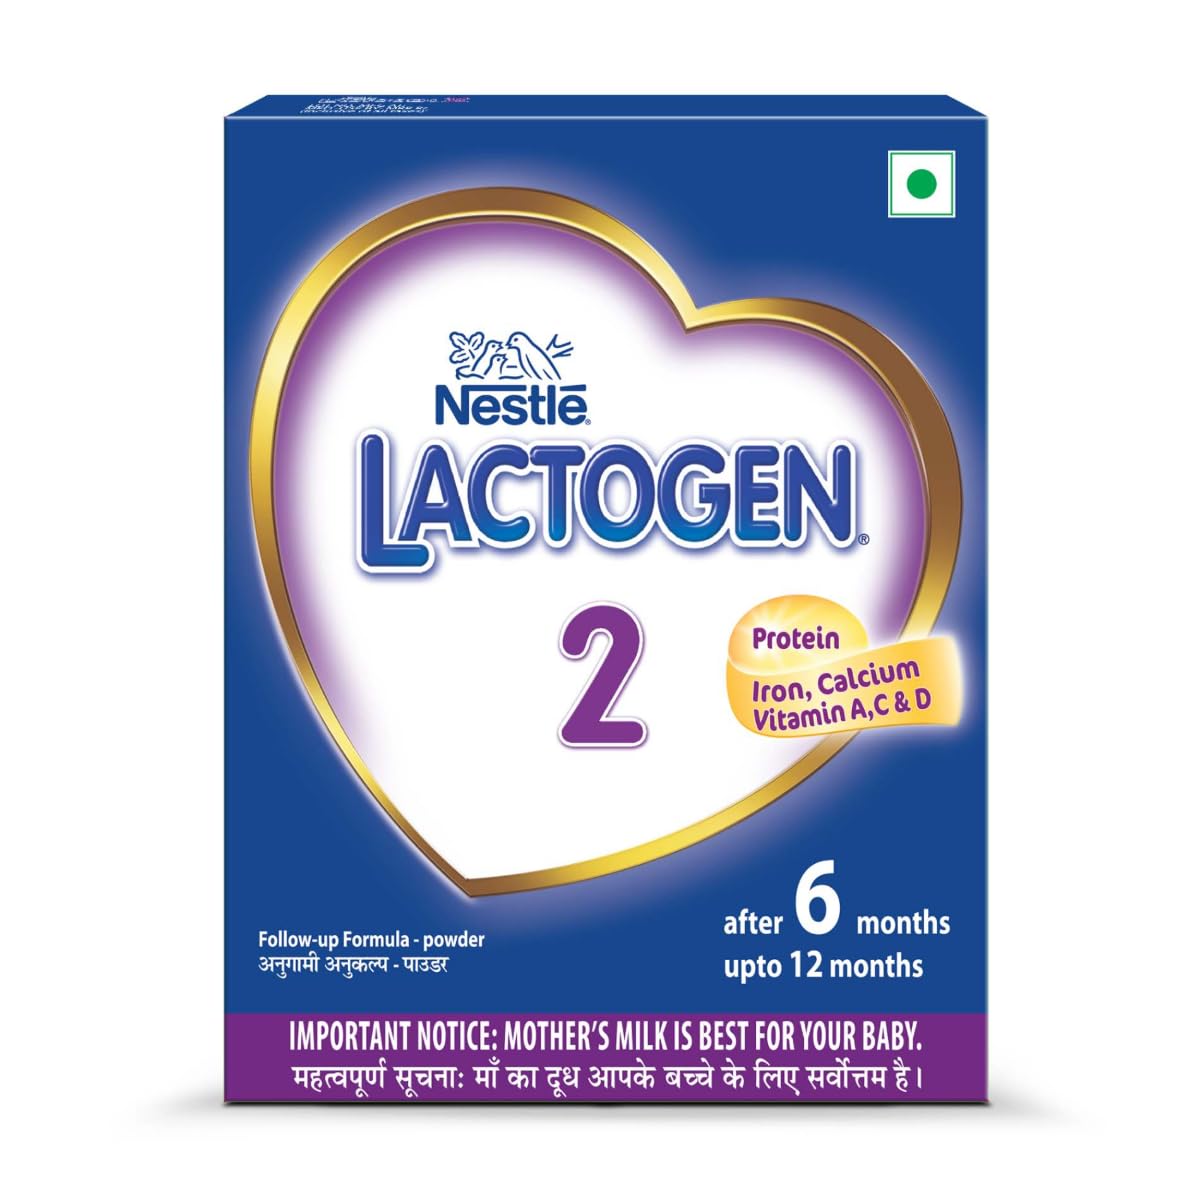 Nestlé
LACTOGEN
2
Protein
Iron, Calcium
Vitamin A, C & D
after 6 months
upto 12 months
Follow-up Formula - powder
अनुगामी अनुकल्प - पाउडर
IMPORTANT NOTICE: MOTHER'S MILK IS BEST FOR YOUR BABY.
महत्वपूर्ण सूचना: माँ का दूध आपके बच्चे के लिए सर्वोत्तम है।